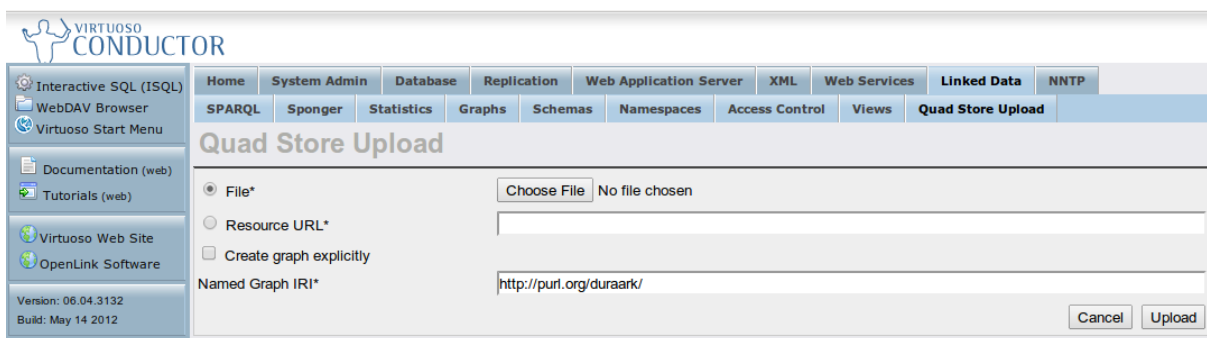 VIRTUOSO
CONDUCTOR
Interactive SQL (ISQL)
WebDAV Browser
Virtuoso Start Menu
Documentation (web)
Tutorials (web)
Virtuoso Web Site
OpenLink Software
Version: 06.04.3132
Build: May 14 2012
Home System Admin Database Replication Web Application Server XML Web Services Linked Data NNTP
SPARQL Sponger Statistics Graphs Schemas Namespaces Access Control Views Quad Store Upload
Quad Store Upload
File* Choose File No file chosen
Resource URL*
Create graph explicitly
Named Graph IRI* http://purl.org/duraark/
Cancel Upload